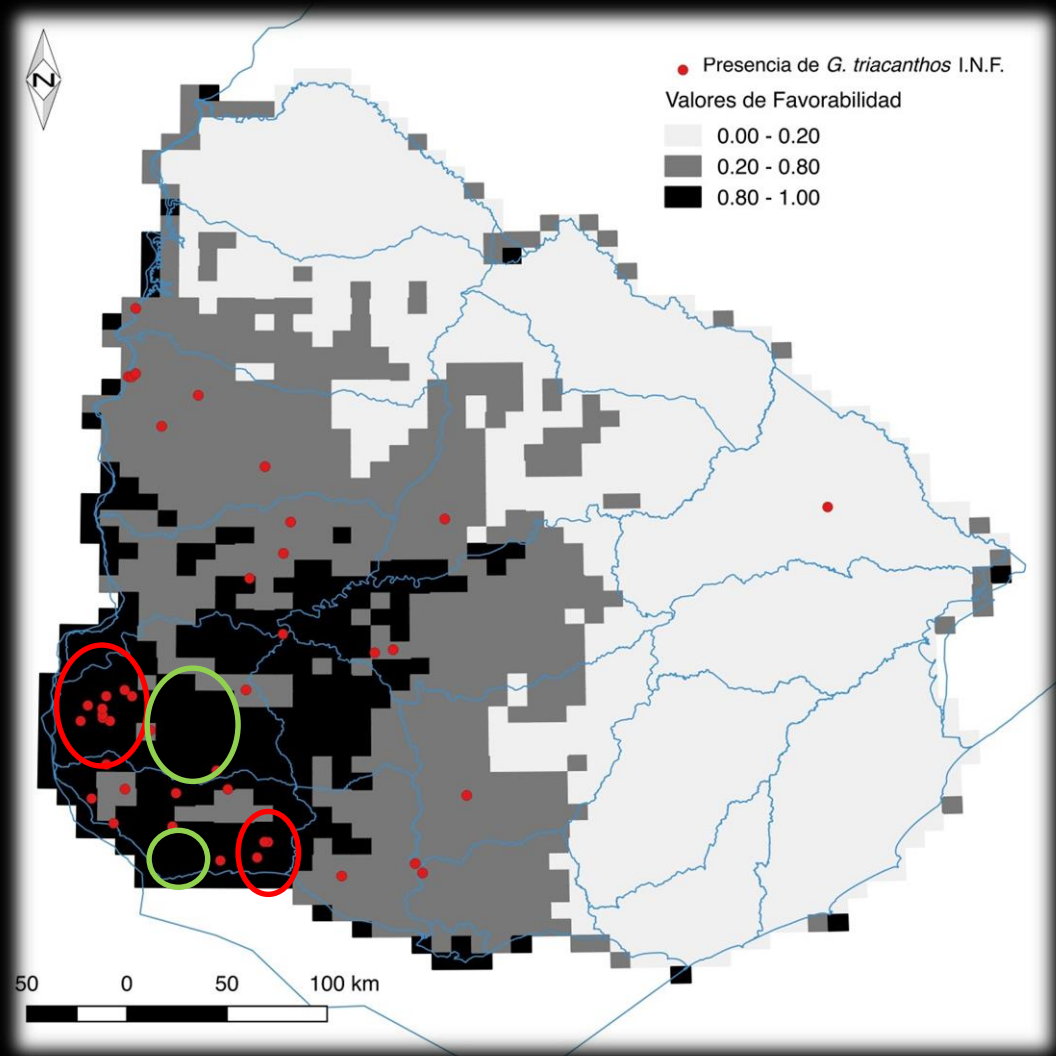 N
Presencia de G. triacanthos I.N.F.
Valores de Favorabilidad
0.00 - 0.20
0.20 - 0.80
0.80 - 1.00
50 0 50 100 km